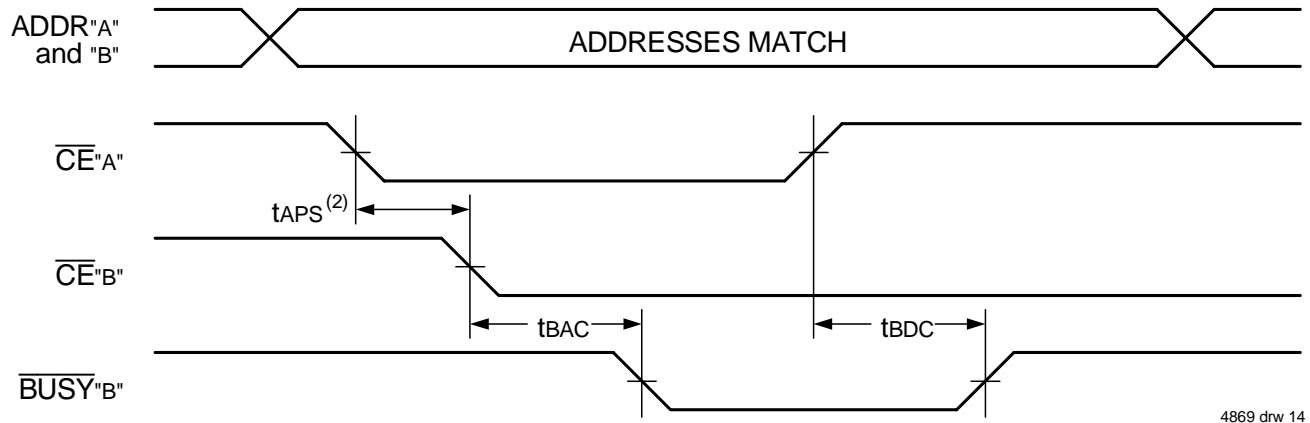 ADDR"A"
and "B"
ADDRESSES MATCH
CE"A"
tAPS (2)
CE"B"
tBAC
tBDC
BUSY"B"
4869 drw 14